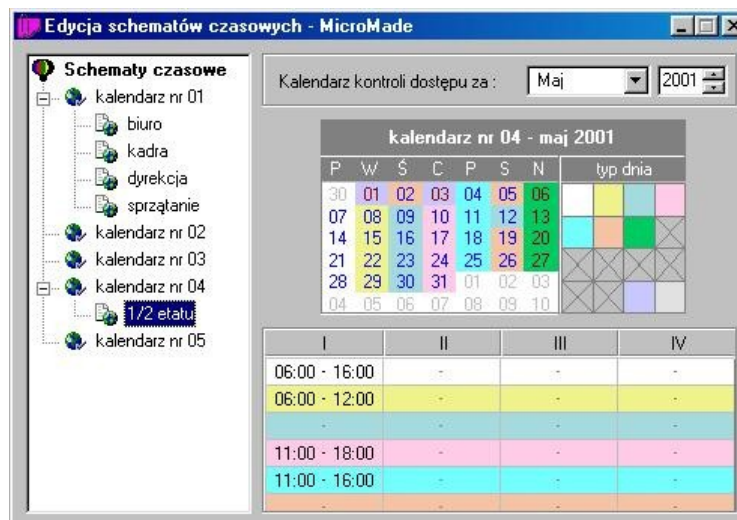 Edycja schematów czasowych - MicroMade
Schematy czasowe
kalendarz nr 01
biuro
kadra
dyrekcja
sprzątanie
kalendarz nr 02
kalendarz nr 03
kalendarz nr 04
1/2 etatu
kalendarz nr 05
Kalendarz kontroli dostępu za : Maj 2001
kalendarz nr 04 - maj 2001
P W Ś C P S N typ dnia
30 01 02 03 04 05 06
07 08 09 10 11 12 13
14 15 16 17 18 19 20
21 22 23 24 25 26 27
28 29 30 31 01 02 03
04 05 06 07 08 09 10
I II III IV
06:00 - 16:00 - - -
06:00 - 12:00 - - -
- - - -
11:00 - 18:00 - - -
11:00 - 16:00 - - -
- - - -